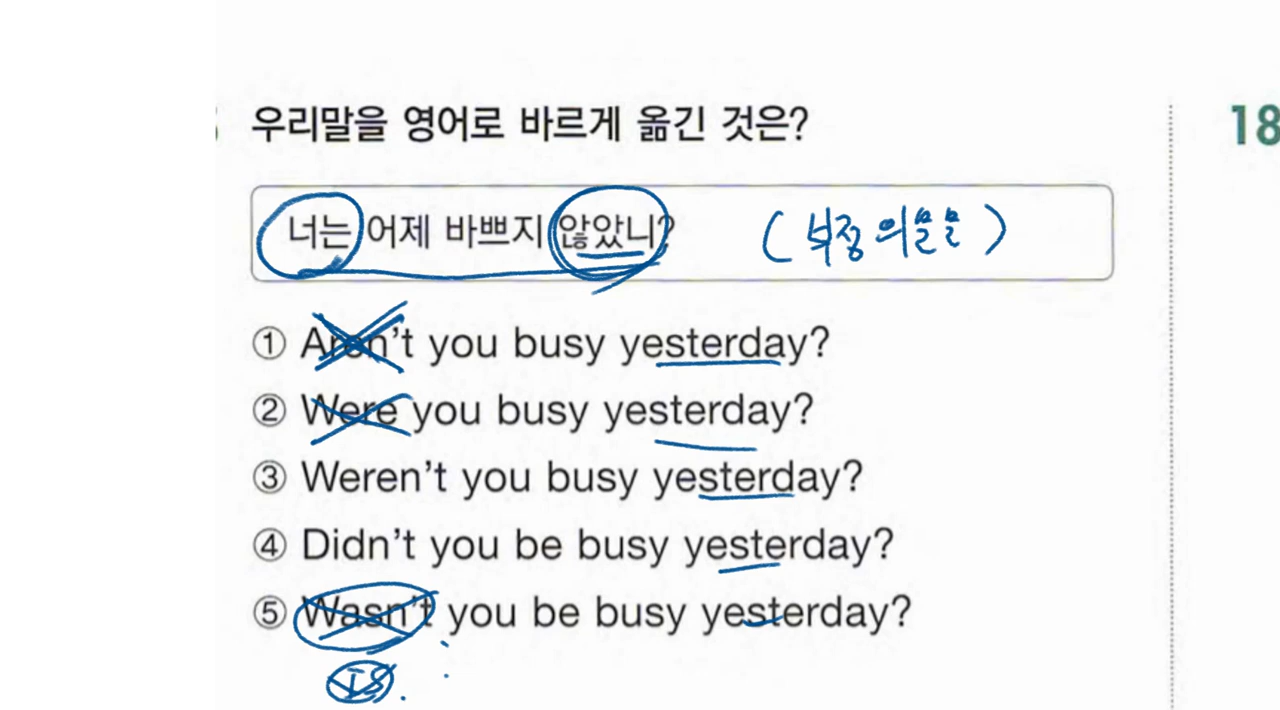 우리말을 영어로 바르게 옮긴 것은?
18
너는 어제 바쁘지 않았니? (부정 의문문)
① Aren't you busy yesterday?
② Were you busy yesterday?
③ Weren't you busy yesterday?
④ Didn't you be busy yesterday?
⑤ Wasn't you be busy yesterday?
is.